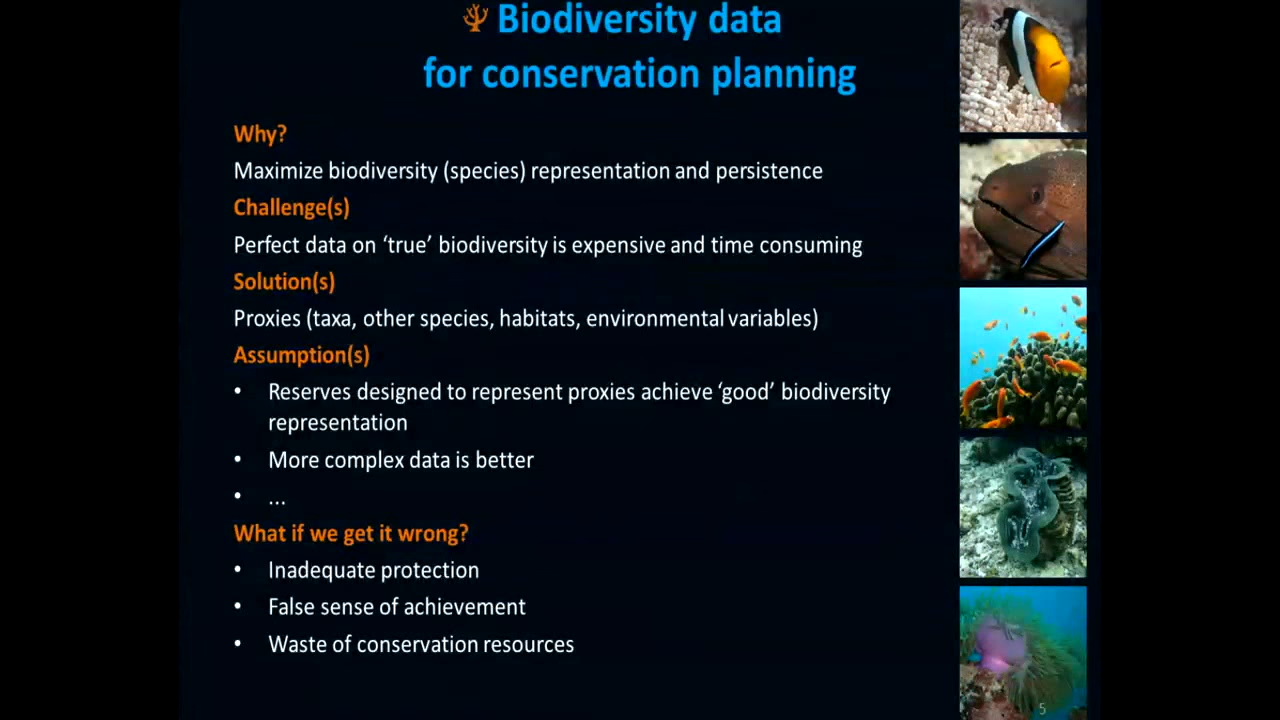 Biodiversity data
for conservation planning
Why?
Maximize biodiversity (species) representation and persistence
Challenge(s)
Perfect data on ‘true’ biodiversity is expensive and time consuming
Solution(s)
Proxies (taxa, other species, habitats, environmental variables)
Assumption(s)
• Reserves designed to represent proxies achieve ‘good’ biodiversity
representation
• More complex data is better
• ...
What if we get it wrong?
• Inadequate protection
• False sense of achievement
• Waste of conservation resources
5